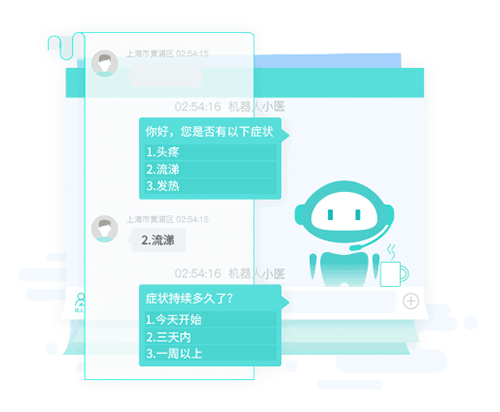 上海市黄浦区 02:54:15
02:54:16 机器人小医
你好，您是否有以下症状
1.头疼
2.流涕
3.发热
上海市黄浦区 02:54:15
2.流涕
02:54:16 机器人小医
症状持续多久了？
1.今天开始
2.三天内
3.一周以上